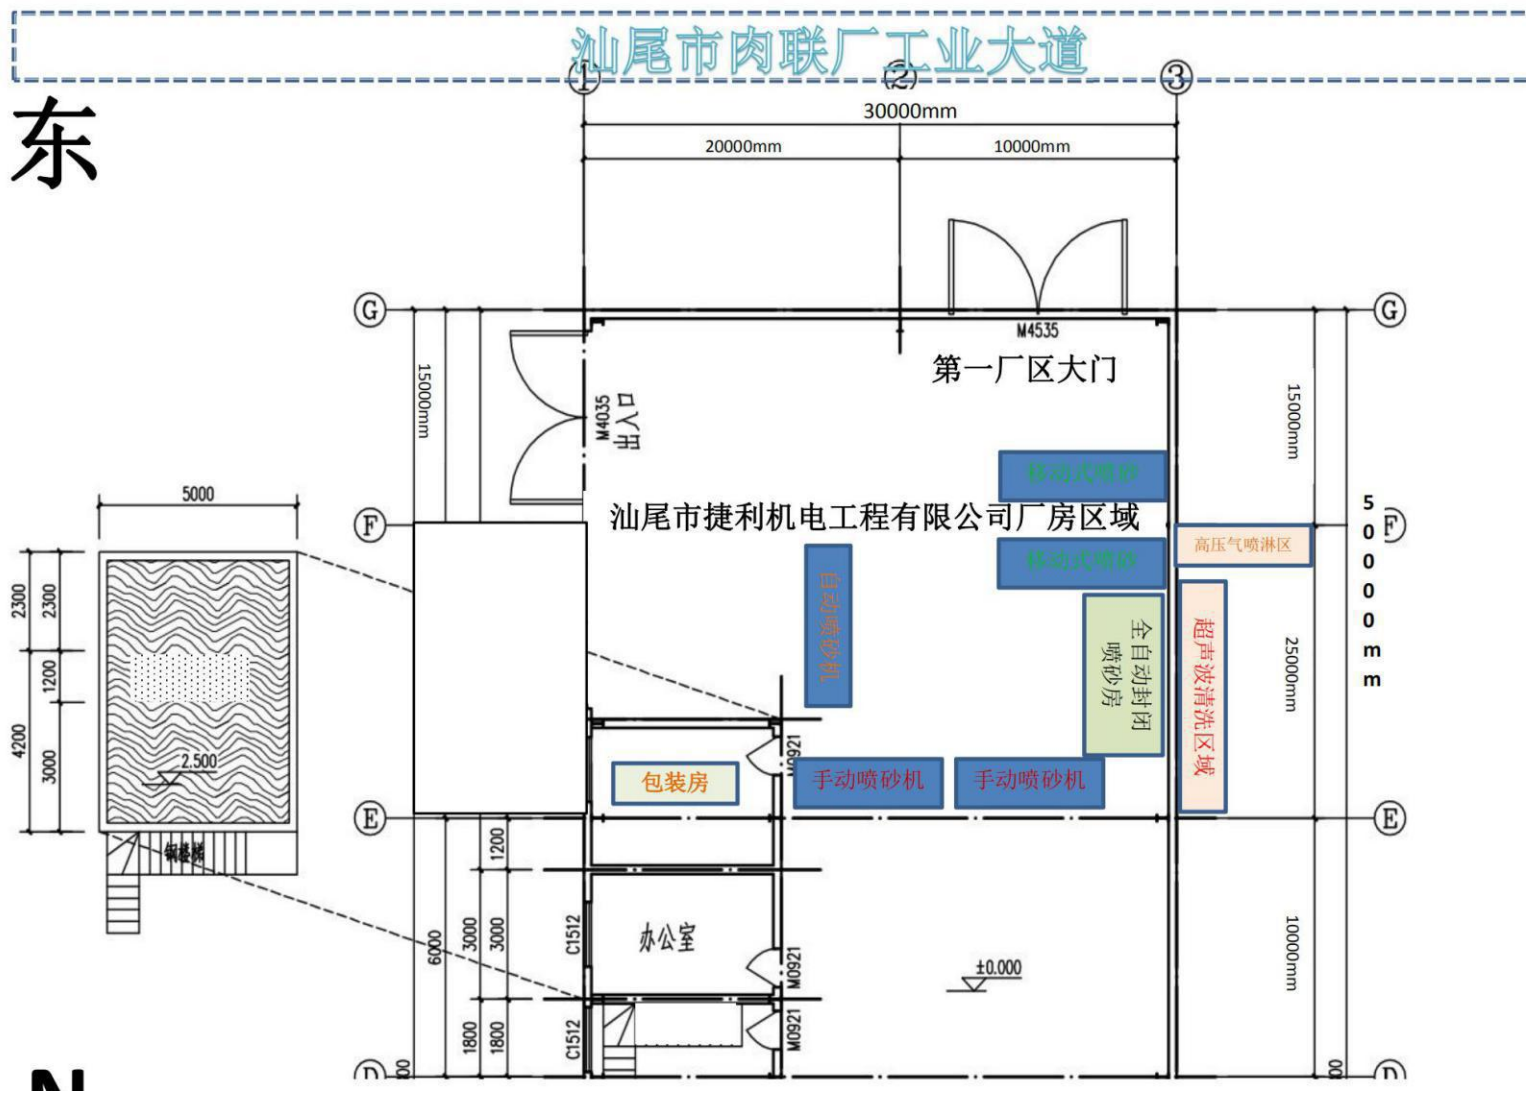 汕尾市肉联厂工业大道
① ② ③
东
30000mm
20000mm 10000mm
G G
M4535
第一厂区大门
15000mm
M4035
出入口
15000mm
移动式喷砂
5000
汕尾市捷利机电工程有限公司厂房区域
F F
50000mm
高压气喷淋区
移动式喷砂
自动喷砂机
全自动封闭
喷砂房
超声波清洗区域
25000mm
2300 2300
1200
4200 3000
2.500
M0921
包装房
手动喷砂机 手动喷砂机
E E
钢楼梯
1200
6000 3000 3000
C1512
办公室
M0921
±0.000
10000mm
1800 1800
C1512
M0921
D D
00 00
N